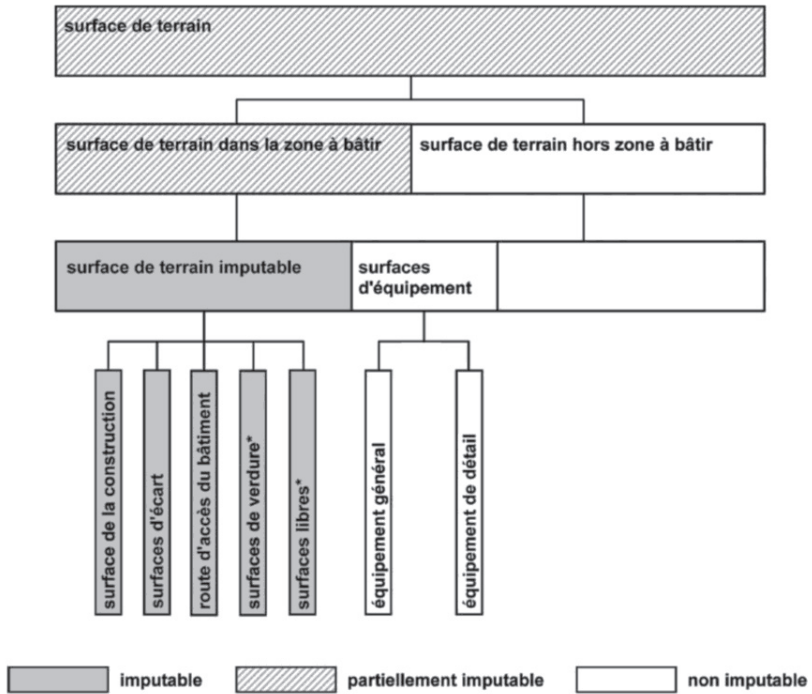 surface de terrain
surface de terrain dans la zone à bâtir
surface de terrain hors zone à bâtir
surface de terrain imputable
surfaces
d'équipement
surface de la construction
surfaces d'écart
route d'accès du bâtiment
surfaces de verdure*
surfaces libres*
équipement général
équipement de détail
imputable
partiellement imputable
non imputable